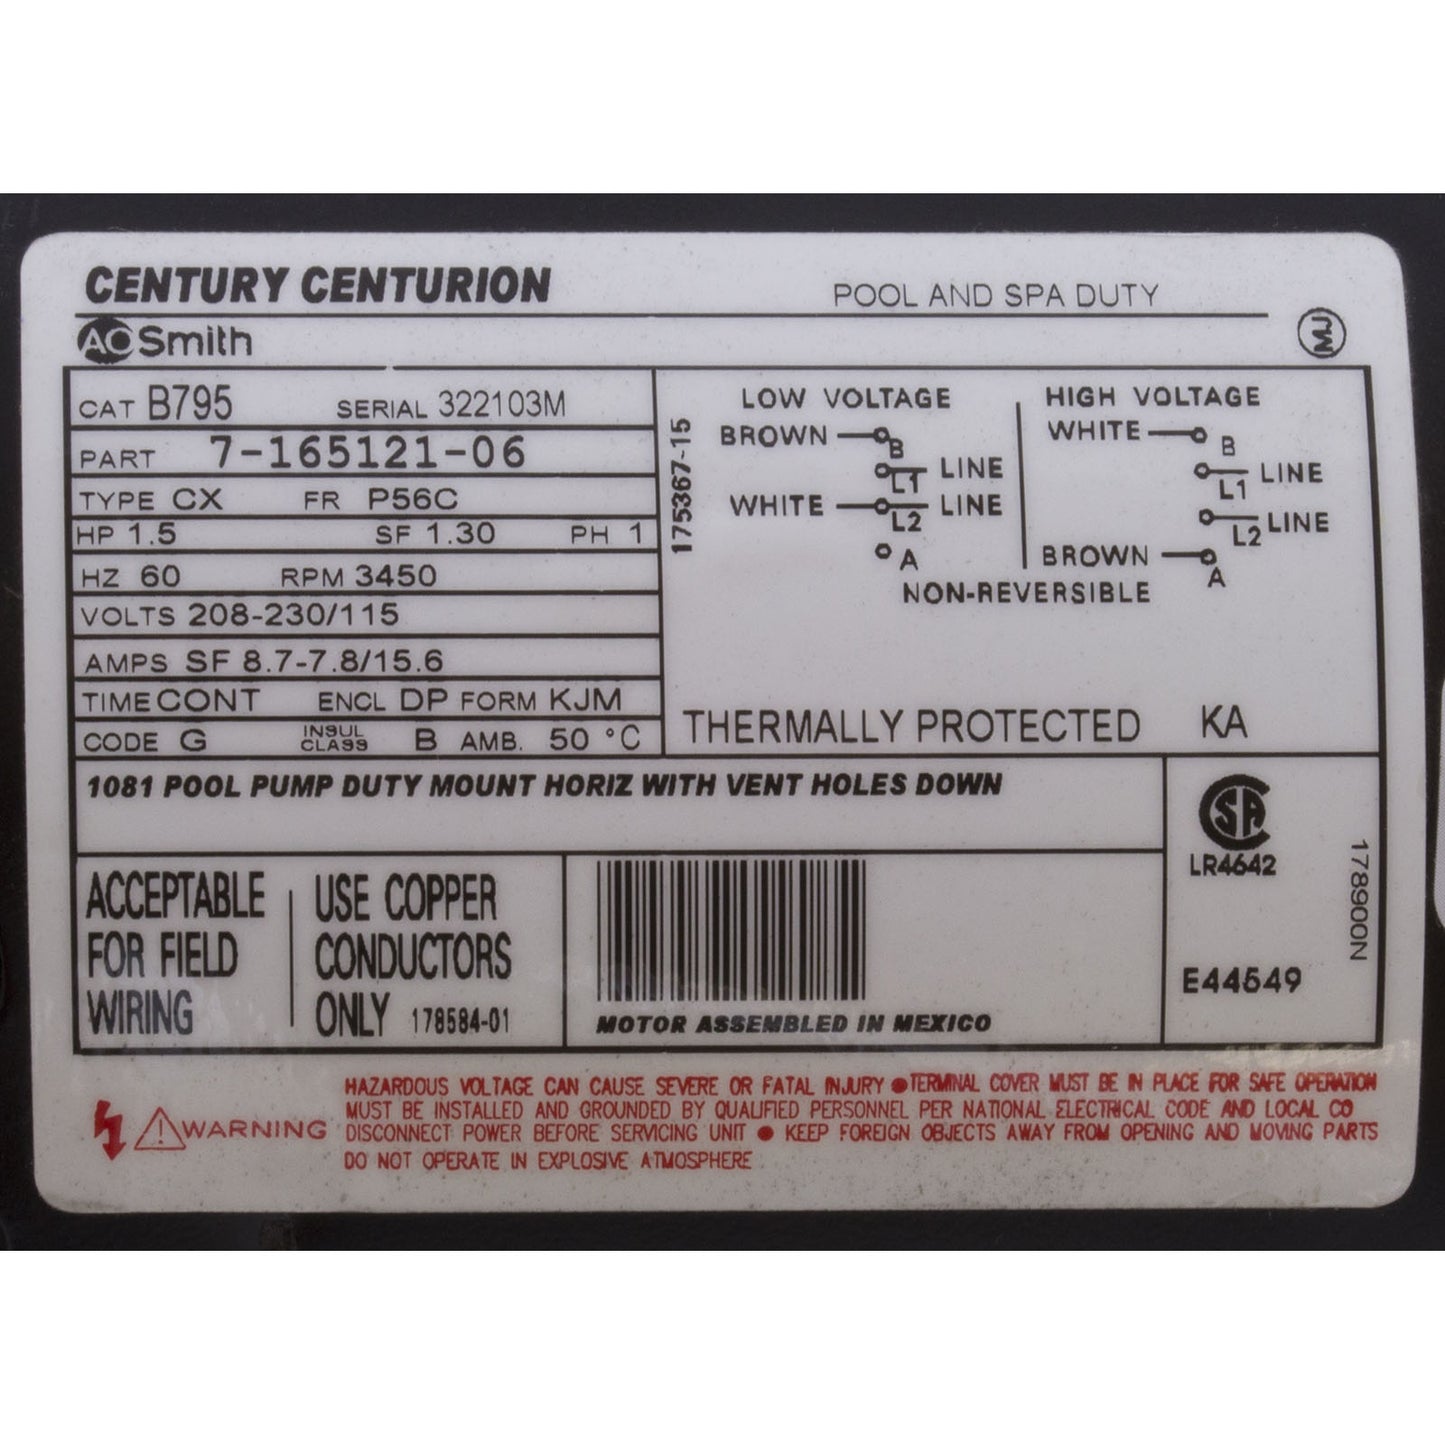 CENTURY CENTURION
POOL AND SPA DUTY
AO Smith
MJ
CAT B795 SERIAL 322103M
PART 7-165121-06
TYPE CX FR P56C
HP 1.5 SF 1.30 PH 1
HZ 60 RPM 3450
VOLTS 208-230/115
AMPS SF 8.7-7.8/15.6
TIME CONT ENCL DP FORM KJM
CODE G INSUL CLASS B AMB. 50 °C
175367-15
LOW VOLTAGE
BROWN B
L1 LINE
WHITE L2 LINE
A
HIGH VOLTAGE
WHITE B
L1 LINE
L2 LINE
BROWN A
NON-REVERSIBLE
THERMALLY PROTECTED KA
1081 POOL PUMP DUTY MOUNT HORIZ WITH VENT HOLES DOWN
ACCEPTABLE
FOR FIELD
WIRING
USE COPPER
CONDUCTORS
ONLY 178584-01
MOTOR ASSEMBLED IN MEXICO
SA
LR4642
E44549
178900N
WARNING
HAZARDOUS VOLTAGE CAN CAUSE SEVERE OR FATAL INJURY ● TERMINAL COVER MUST BE IN PLACE FOR SAFE OPERATION
MUST BE INSTALLED AND GROUNDED BY QUALIFIED PERSONNEL PER NATIONAL ELECTRICAL CODE AND LOCAL CO
DISCONNECT POWER BEFORE SERVICING UNIT ● KEEP FOREIGN OBJECTS AWAY FROM OPENING AND MOVING PARTS
DO NOT OPERATE IN EXPLOSIVE ATMOSPHERE